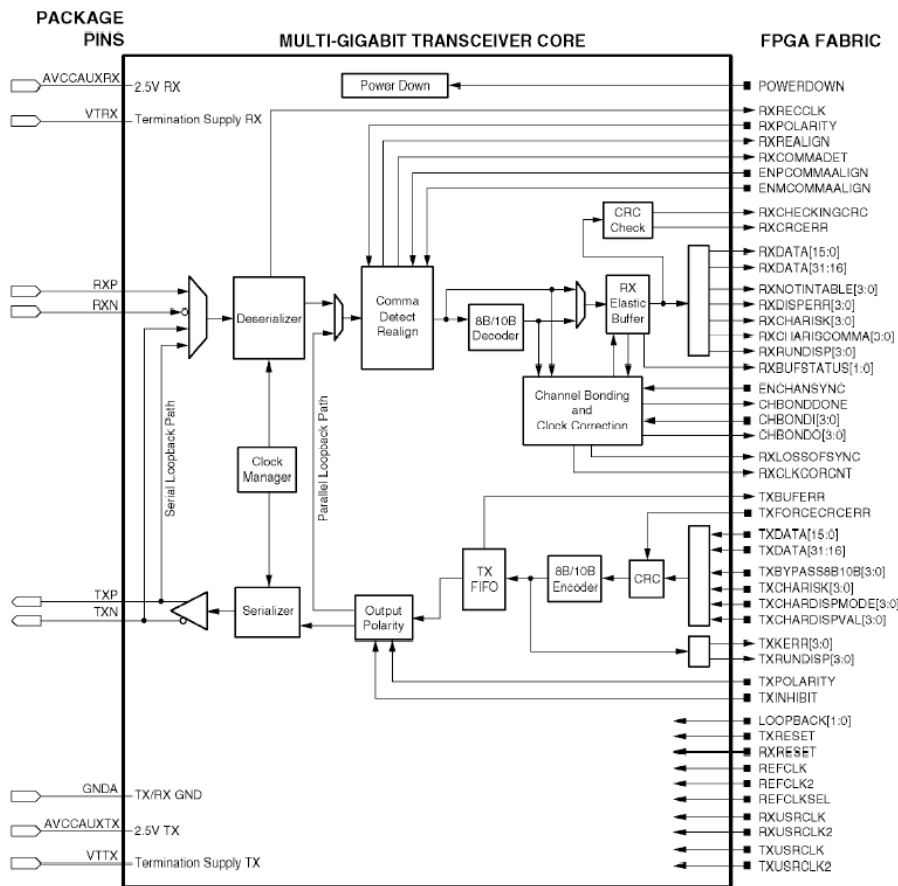 PACKAGE
PINS
MULTI-GIGABIT TRANSCEIVER CORE
FPGA FABRIC
AVCCAUXRX
2.5V RX
VTRX
Termination Supply RX
Power Down
POWERDOWN
RXRECCLK
RXPOLARITY
RXREALIGN
RXCOMMADET
ENPCOMMAALIGN
ENMCOMMAALIGN
CRC
Check
RXCHECKINGCRC
RXCRCERR
RXP
RXN
Deserializer
Comma
Detect
Realign
8B/10B
Decoder
RX
Elastic
Buffer
RXDATA[15:0]
RXDATA[31:16]
RXNOTINTABLE[3:0]
RXDISPERR[3:0]
RXCHARISK[3:0]
RXCHARISCOMMA[3:0]
RXRUNDISP[3:0]
RXBUFSTATUS[1:0]
Channel Bonding
and
Clock Correction
ENCHANSYNC
CHBONDDONE
CHBONDI[3:0]
CHBONDO[3:0]
RXLOSSOFSYNC
RXCLKCORCNT
Serial Loopback Path
Clock
Manager
Parallel Loopback Path
TXBUFERR
TXFORCECRCERR
TX
FIFO
8B/10B
Encoder
CRC
TXDATA[15:0]
TXDATA[31:16]
TXBYPASS8B10B[3:0]
TXCHARISK[3:0]
TXCHARDISPMODE[3:0]
TXCHARDISPVAL[3:0]
TXP
TXN
Serializer
Output
Polarity
TXKERR[3:0]
TXRUNDISP[3:0]
TXPOLARITY
TXINHIBIT
LOOPBACK[1:0]
TXRESET
RXRESET
REFCLK
REFCLK2
REFCLKSEL
RXUSRCLK
RXUSRCLK2
TXUSRCLK
TXUSRCLK2
GNDA
TX/RX GND
AVCCAUXTX
2.5V TX
VTTX
Termination Supply TX